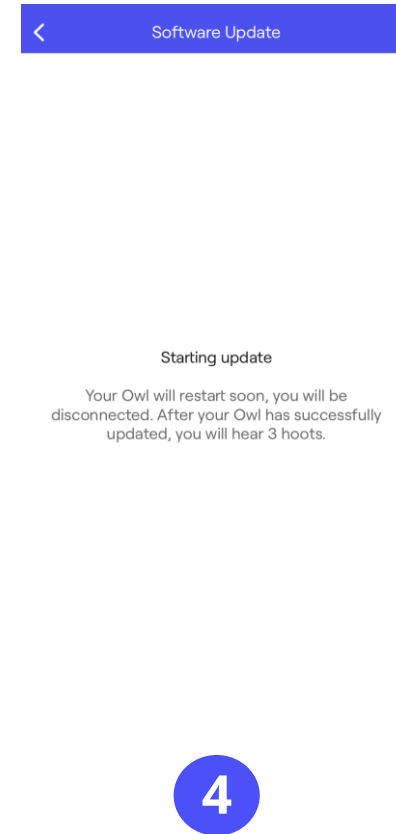 Software Update
Starting update
Your Owl will restart soon, you will be
disconnected. After your Owl has successfully
updated, you will hear 3 hoots.
4